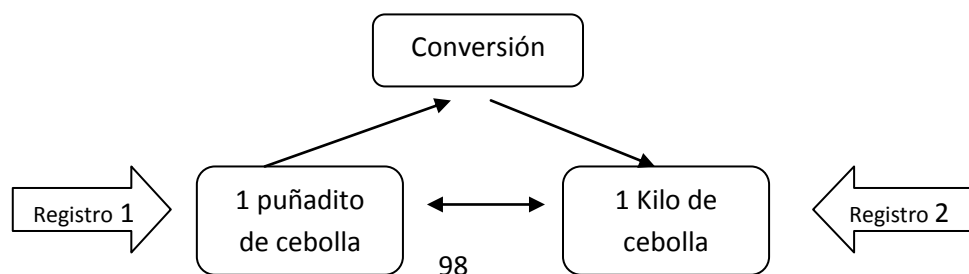 Conversión
Registro 1
1 puñadito
de cebolla
1 Kilo de
cebolla
Registro 2
98